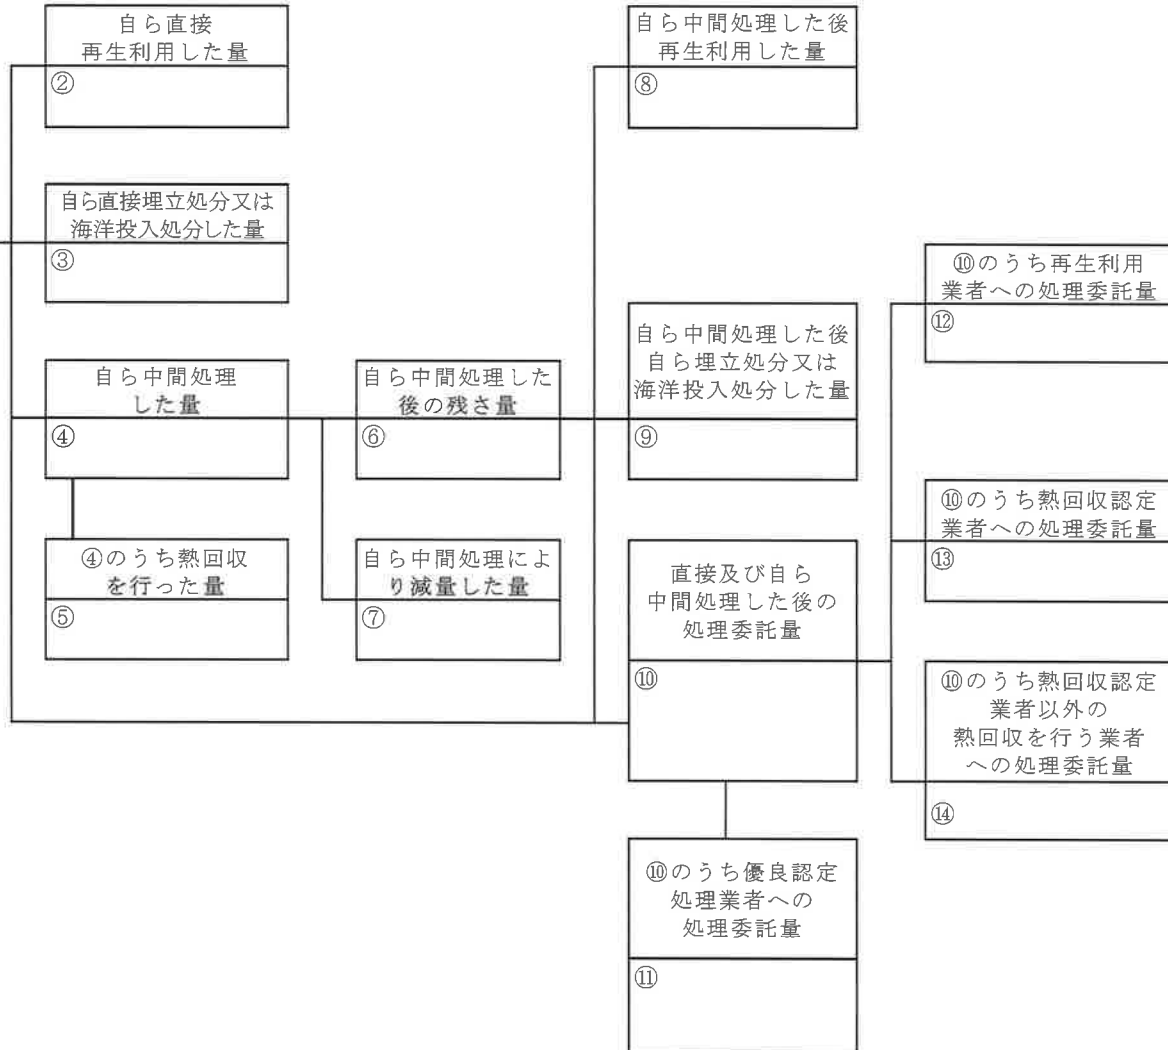 自ら直接
再生利用した量
②
自ら直接埋立処分又は
海洋投入処分した量
③
自ら中間処理
した量
④
④のうち熱回収
を行った量
⑤
自ら中間処理した
後の残さ量
⑥
自ら中間処理によ
り減量した量
⑦
自ら中間処理した後
再生利用した量
⑧
自ら中間処理した後
自ら埋立処分又は
海洋投入処分した量
⑨
直接及び自ら
中間処理した後の
処理委託量
⑩
⑩のうち優良認定
処理業者への
処理委託量
⑪
⑩のうち再生利用
業者への処理委託量
⑫
⑩のうち熱回収認定
業者への処理委託量
⑬
⑩のうち熱回収認定
業者以外の
熱回収を行う業者
への処理委託量
⑭